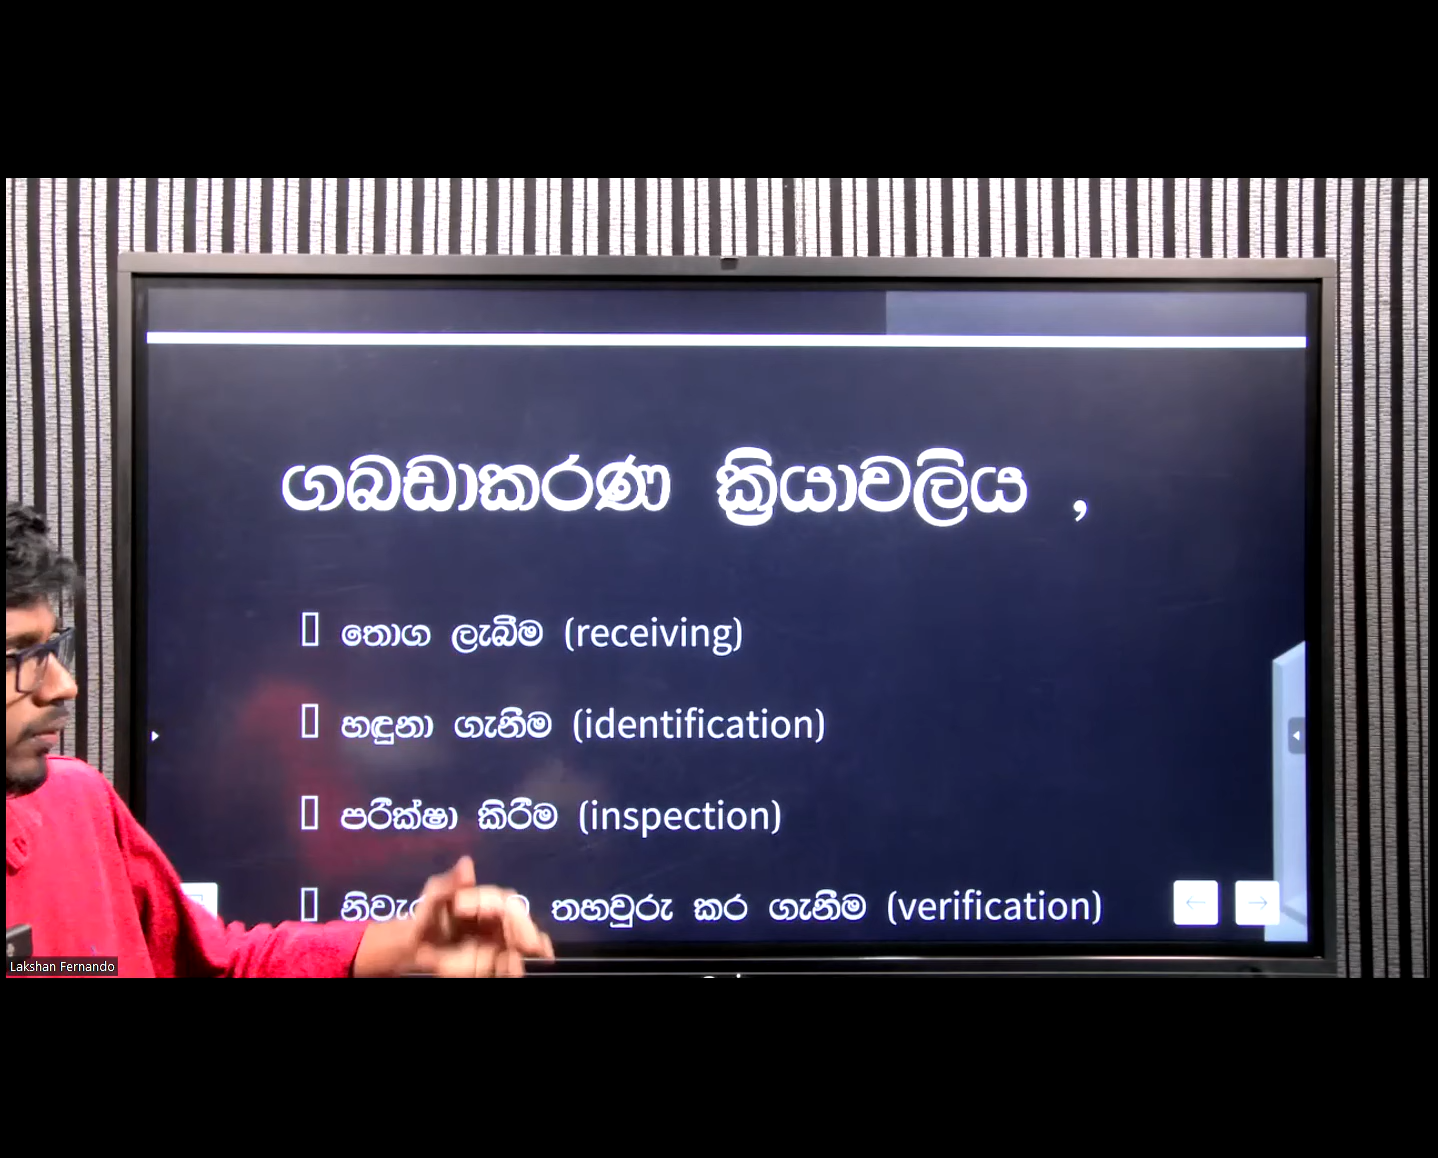 ගබඩාකරණ ක්‍රියාවලිය ,
තොග ලැබීම (receiving)
හඳුනා ගැනීම (identification)
පරීක්ෂා කිරීම (inspection)
තහවුරු කර ගැනීම (verification)
Lakshan Fernando